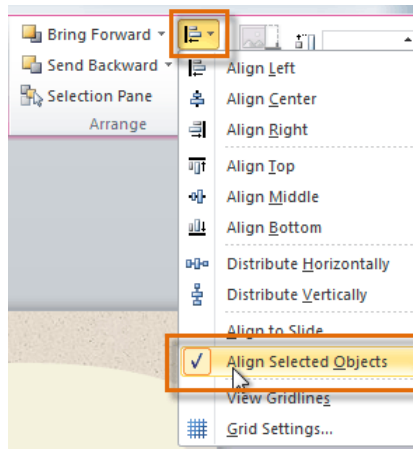 Bring Forward
Send Backward
Selection Pane
Arrange
Align Left
Align Center
Align Right
Align Top
Align Middle
Align Bottom
Distribute Horizontally
Distribute Vertically
Align to Slide
Align Selected Objects
View Gridlines
Grid Settings...